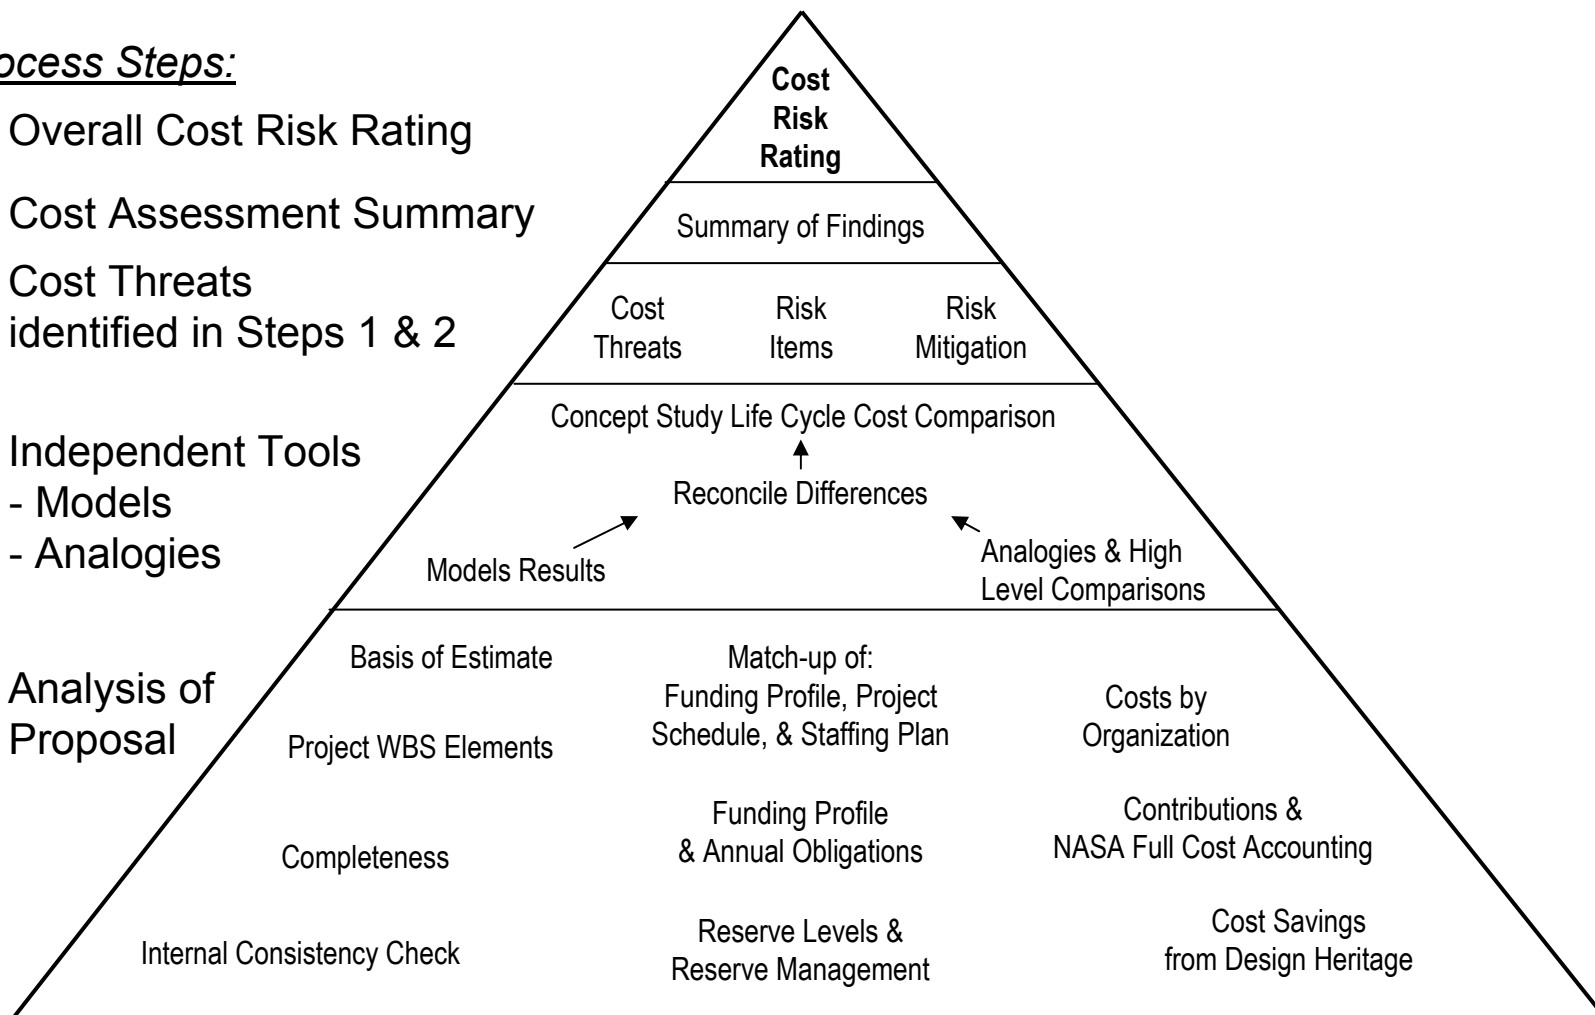 ocess Steps:
Overall Cost Risk Rating
Cost Assessment Summary
Cost Threats
identified in Steps 1 & 2
Independent Tools
- Models
- Analogies
Analysis of
Proposal
Cost
Risk
Rating
Summary of Findings
Cost
Threats
Risk
Items
Risk
Mitigation
Concept Study Life Cycle Cost Comparison
Reconcile Differences
Models Results
Analogies & High
Level Comparisons
Basis of Estimate
Match-up of:
Funding Profile, Project
Schedule, & Staffing Plan
Costs by
Organization
Project WBS Elements
Funding Profile
& Annual Obligations
Contributions &
NASA Full Cost Accounting
Completeness
Internal Consistency Check
Reserve Levels &
Reserve Management
Cost Savings
from Design Heritage